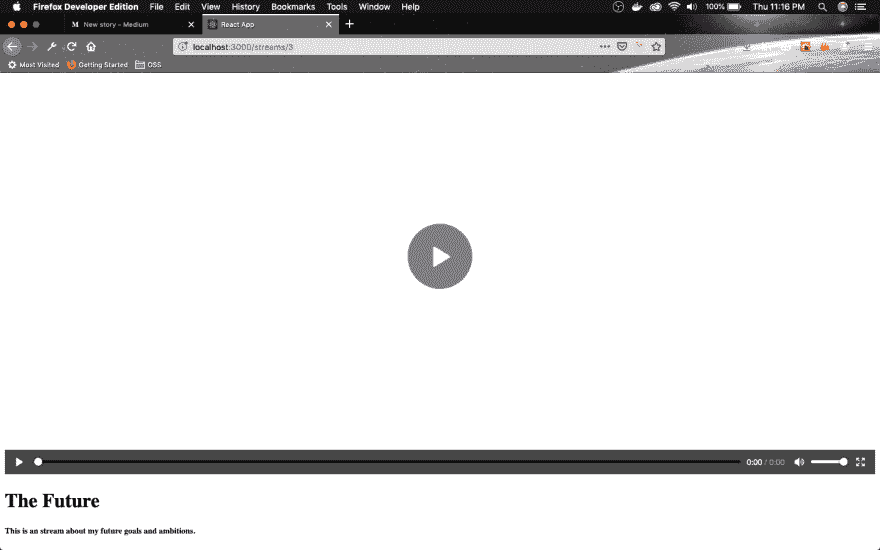 Firefox Developer Edition File Edit View History Bookmarks Tools Window Help 100% Thu 11:16 PM
M New story – Medium React App
localhost:3000/streams/3
Most Visited Getting Started OSS
0:00 / 0:00
The Future
This is an stream about my future goals and ambitions.